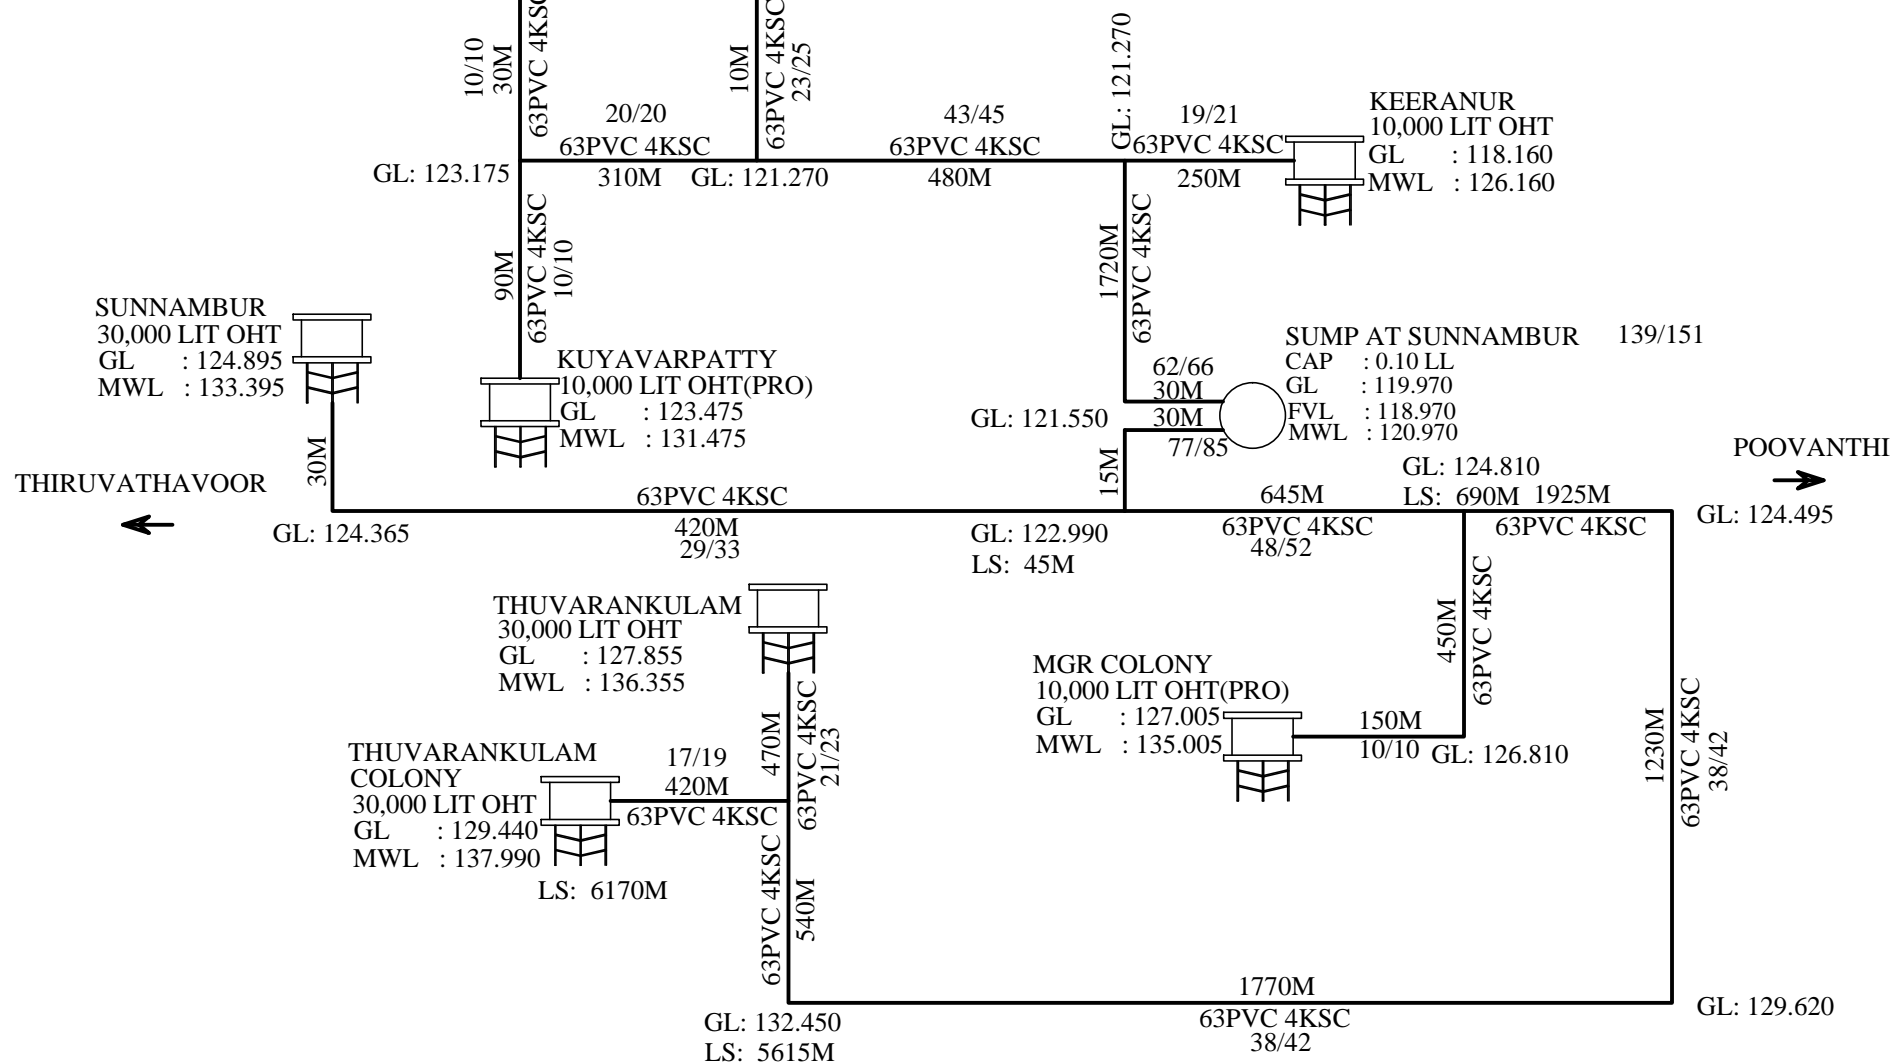 10/10
30M
63PVC 4KSC
10M
63PVC 4KSC
23/25
GL: 121.270
20/20
63PVC 4KSC
310M
GL: 123.175
GL: 121.270
43/45
63PVC 4KSC
480M
19/21
63PVC 4KSC
250M
KEERANUR
10,000 LIT OHT
GL : 118.160
MWL : 126.160
90M
63PVC 4KSC
10/10
1720M
63PVC 4KSC
SUNNAMBUR
30,000 LIT OHT
GL : 124.895
MWL : 133.395
KUYAVARPATTY
10,000 LIT OHT(PRO)
GL : 123.475
MWL : 131.475
SUMP AT SUNNAMBUR 139/151
CAP : 0.10 LL
GL : 119.970
FVL : 118.970
MWL : 120.970
62/66
30M
GL: 121.550
30M
77/85
15M
30M
THIRUVATHAVOOR
POOVANTHI
GL: 124.810
LS: 690M
1925M
63PVC 4KSC
GL: 124.495
645M
63PVC 4KSC
48/52
63PVC 4KSC
420M
29/33
GL: 124.365
GL: 122.990
LS: 45M
THUVARANKULAM
30,000 LIT OHT
GL : 127.855
MWL : 136.355
470M
63PVC 4KSC
21/23
450M
63PVC 4KSC
MGR COLONY
10,000 LIT OHT(PRO)
GL : 127.005
MWL : 135.005
150M
10/10
GL: 126.810
1230M
63PVC 4KSC
38/42
THUVARANKULAM
COLONY
30,000 LIT OHT
GL : 129.440
MWL : 137.990
LS: 6170M
17/19
420M
63PVC 4KSC
63PVC 4KSC
540M
GL: 132.450
LS: 5615M
1770M
63PVC 4KSC
38/42
GL: 129.620